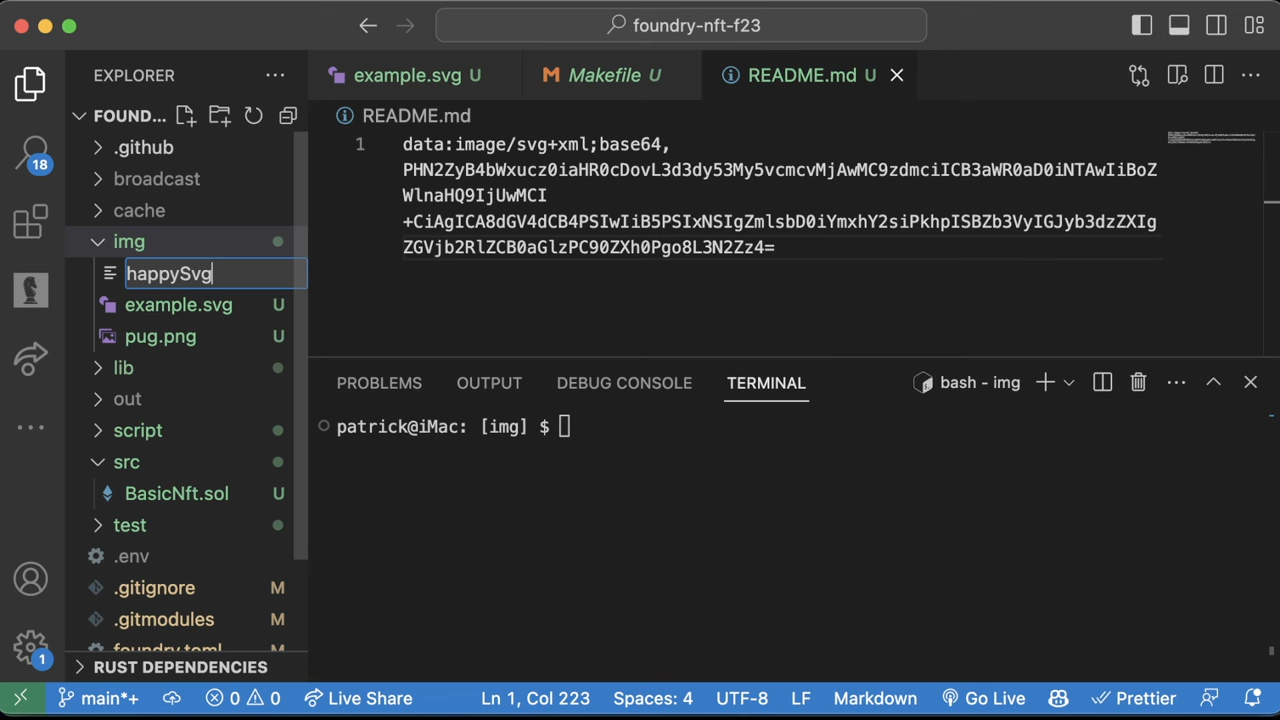 foundry-nft-f23
EXPLORER
example.svg U
Makefile U
README.md U
FOUND...
README.md
.github
broadcast
cache
img
happySvg
example.svg U
pug.png U
lib
out
script
src
BasicNft.sol U
test
.env
.gitignore M
.gitmodules M
foundry.toml M
RUST DEPENDENCIES
18
1
1
data:image/svg+xml;base64,
PHN2ZyB4bWxucz0iaHR0cDovL3d3dy53My5vcmcvMjAwMC9zdmciICB3aWR0aD0iNTAwIiBoZ
WlnaHQ9IjUwMCI
+CiAgICA8dGV4dCB4PSIwIiB5PSIxNSIgZmlsbD0iYmxhY2siPkhpISBZb3VyIGJyb3dzZXIg
ZGVjb2RlZCB0aGlzPC90ZXh0Pgo8L3N2Zz4=
PROBLEMS OUTPUT DEBUG CONSOLE TERMINAL
bash - img
patrick@iMac: [img] $
main*+ 0 0 Live Share Ln 1, Col 223 Spaces: 4 UTF-8 LF Markdown Go Live Prettier